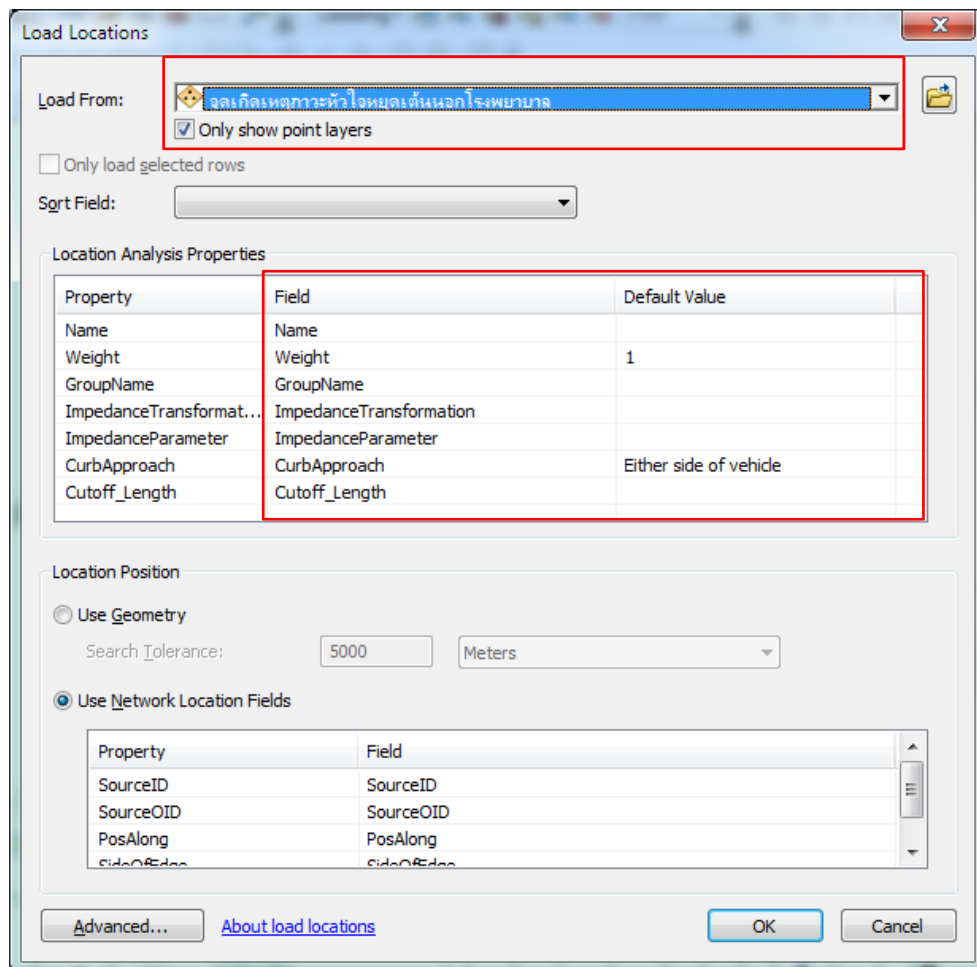 Load Locations
Load From: จุดเกิดเหตุภาวะหัวใจหยุดเต้นนอกโรงพยาบาล
Only show point layers
Only load selected rows
Sort Field:
Location Analysis Properties
Property Field Default Value
Name Name
Weight Weight 1
GroupName GroupName
ImpedanceTransformat... ImpedanceTransformation
ImpedanceParameter ImpedanceParameter
CurbApproach CurbApproach Either side of vehicle
Cutoff_Length Cutoff_Length
Location Position
Use Geometry
Search Tolerance: 5000 Meters
Use Network Location Fields
Property Field
SourceID SourceID
SourceOID SourceOID
PosAlong PosAlong
SideOfEdge SideOfEdge
Advanced... About load locations OK Cancel